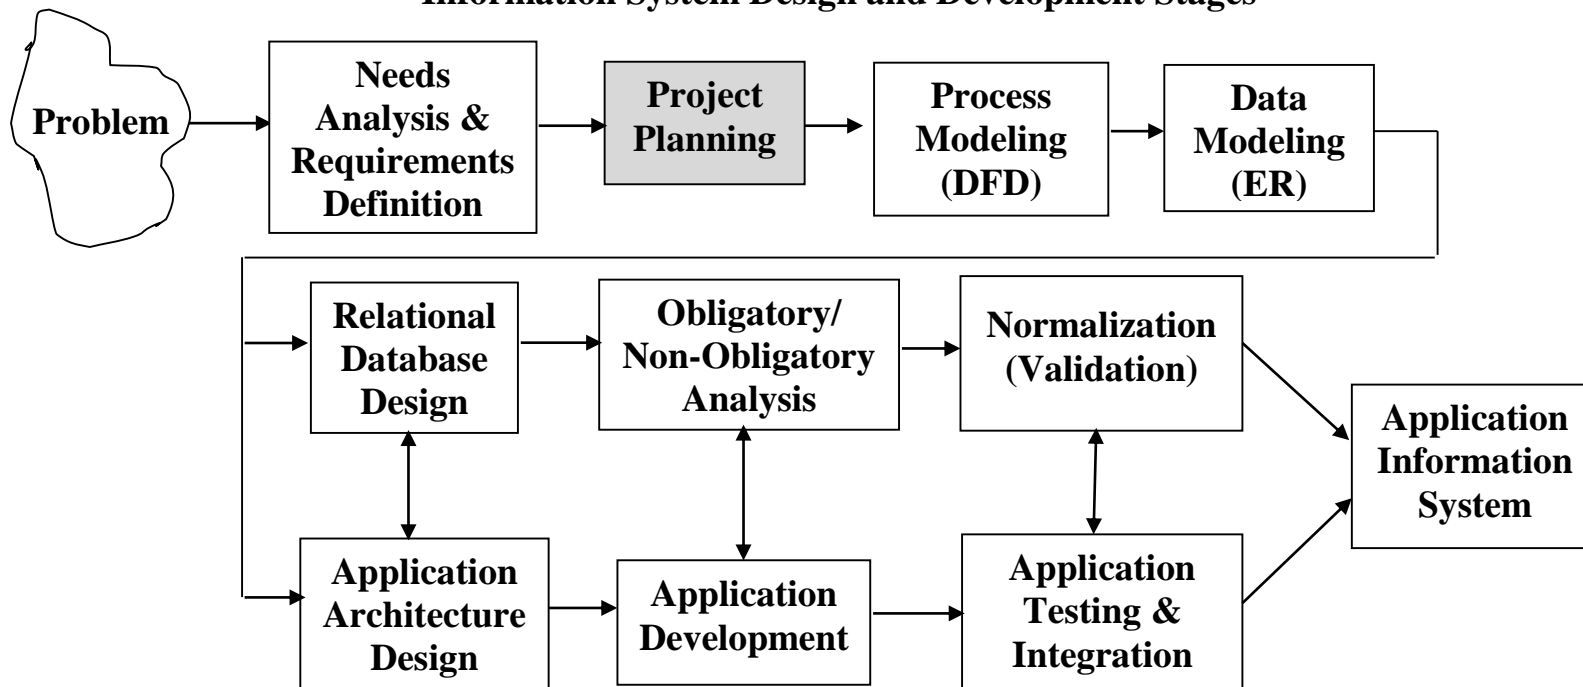 Information System Design and Development Stages
Problem
Needs
Analysis &
Requirements
Definition
Project
Planning
Process
Modeling
(DFD)
Data
Modeling
(ER)
Relational
Database
Design
Obligatory/
Non-Obligatory
Analysis
Normalization
(Validation)
Application
Information
System
Application
Architecture
Design
Application
Development
Application
Testing &
Integration